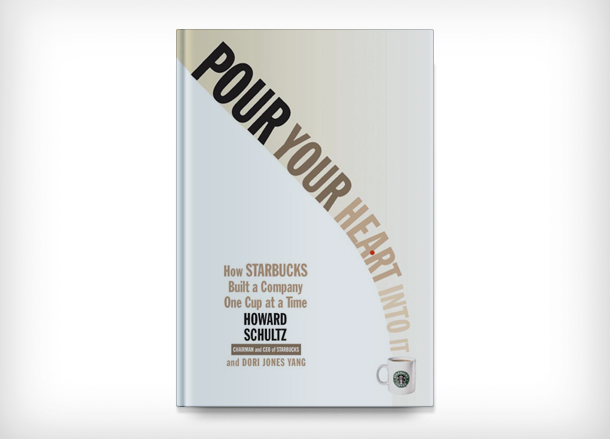 POUR YOUR HEART INTO IT
How STARBUCKS
Built a Company
One Cup at a Time
HOWARD
SCHULTZ
CHAIRMAN and CEO of STARBUCKS
and DORI JONES YANG